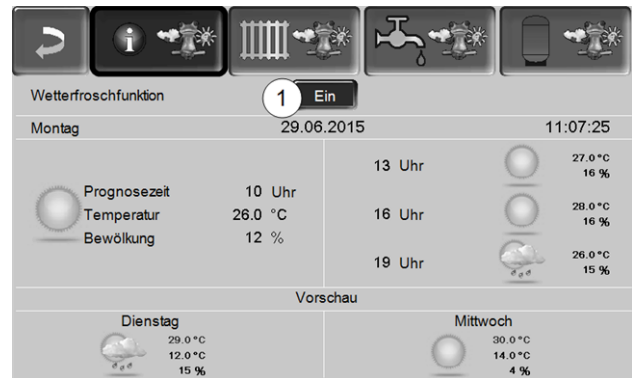 Wetterfroschfunktion 1 Ein
Montag 29.06.2015 11:07:25
Prognosezeit 10 Uhr
Temperatur 26.0 °C
Bewölkung 12 %
13 Uhr 27.0°C
16 %
16 Uhr 28.0°C
16 %
19 Uhr 26.0°C
15 %
Vorschau
Dienstag
29.0°C
12.0°C
15 %
Mittwoch
30.0°C
14.0°C
4 %